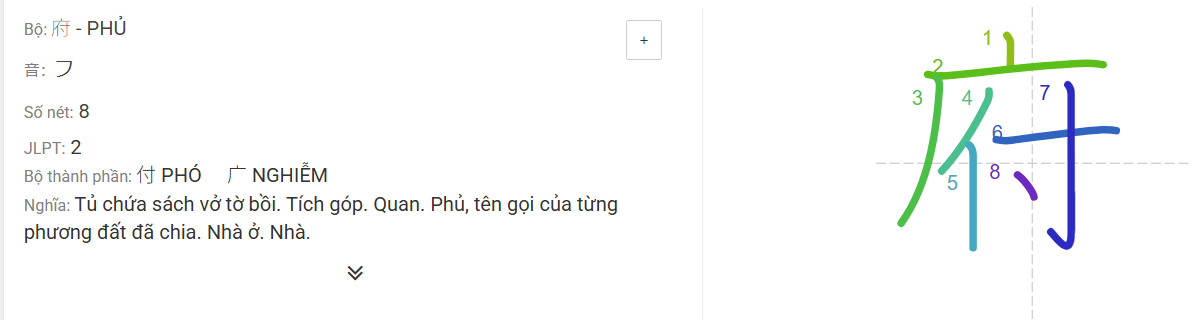 Bộ: 府 - PHỦ
+
音: フ
Số nét: 8
JLPT: 2
Bộ thành phần: 付 PHÓ 广 NGHIỄM
Nghĩa: Tủ chứa sách vở tờ bồi. Tích góp. Quan. Phủ, tên gọi của từng
phương đất đã chia. Nhà ở. Nhà.
府
1
2
3
4
7
6
5
8